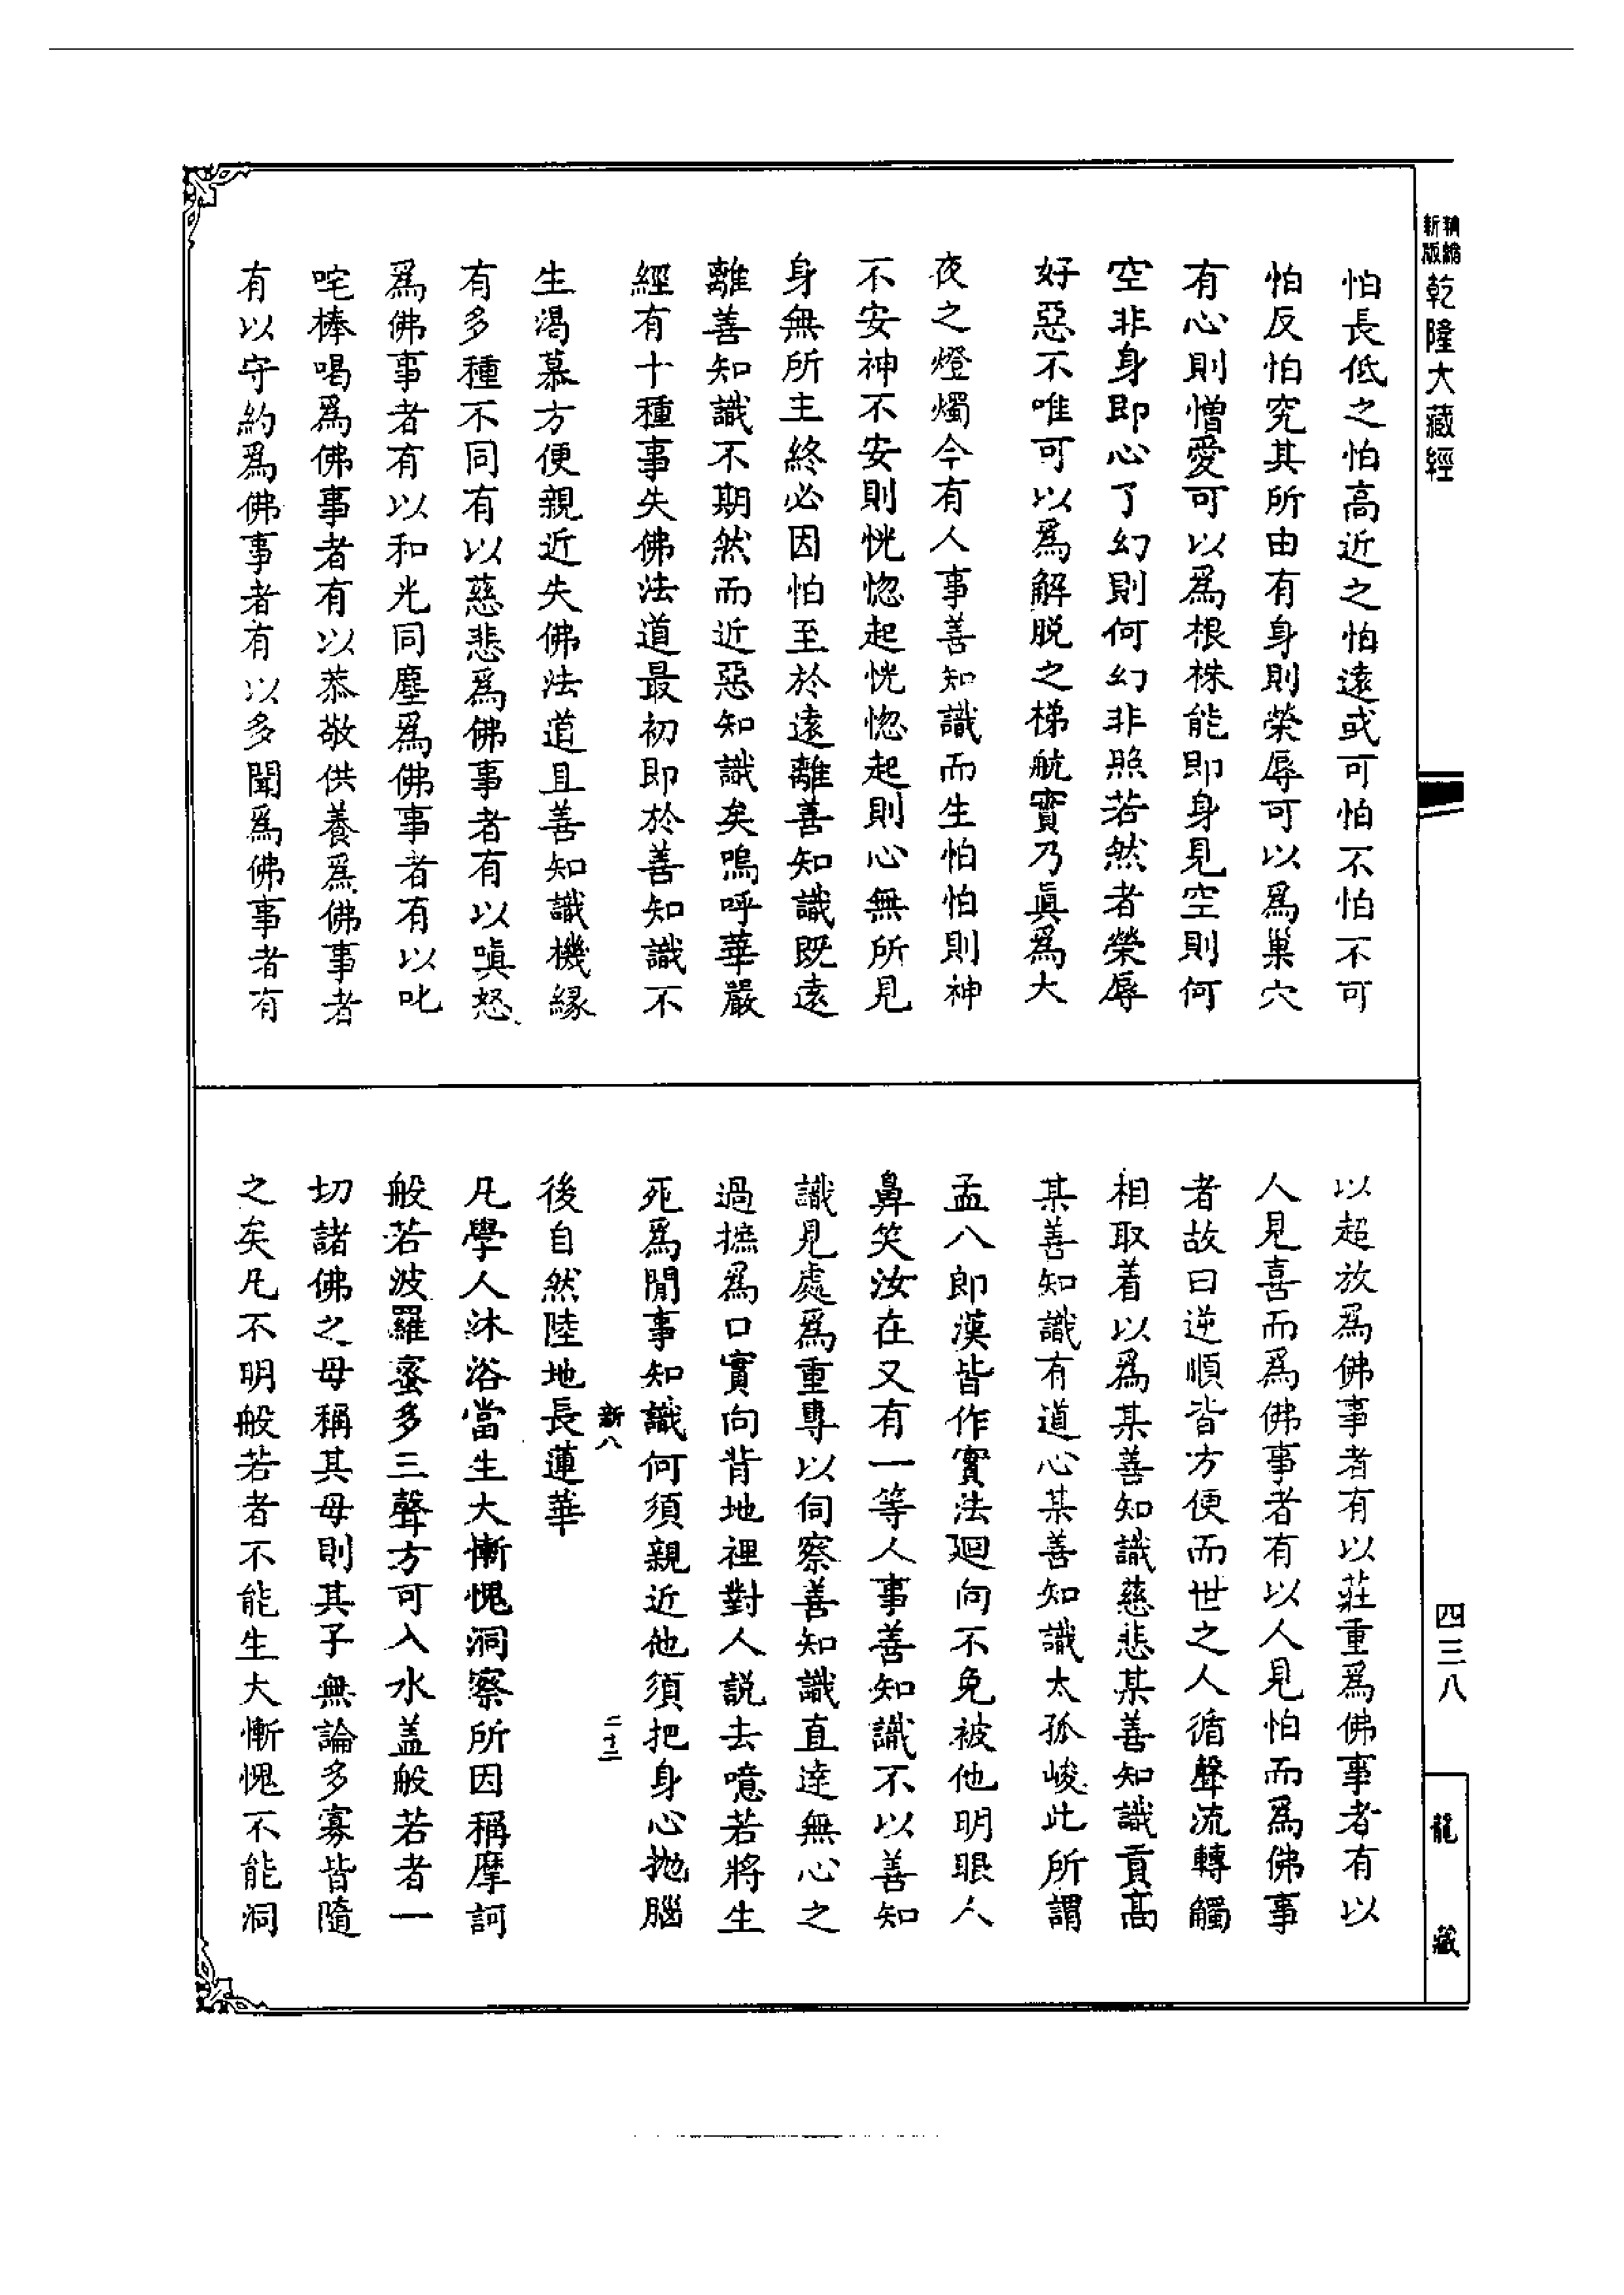 精縮新版
乾隆大藏經
怕長低之怕高近之怕遠或可怕不怕不可
怕反怕究其所由有身則榮辱可以爲巢穴
有心則憎愛可以爲根株能即身見空則何
空非身即心了幻則何幻非照若然者榮辱
好惡不唯可以爲解脱之梯航實乃眞爲大
夜之燈燭今有人事善知識而生怕怕則神
不安神不安則恍惚起恍惚起則心無所見
身無所主終必因怕至於遠離善知識既遠
離善知識不期然而近惡知識矣嗚呼華嚴
經有十種事失佛法道最初即於善知識不
生渴慕方便親近失佛法道且善知識機緣
有多種不同有以慈悲爲佛事者有以嗔怒
爲佛事者有以和光同塵爲佛事者有以叱
咤棒喝爲佛事者有以恭敬供養爲佛事者
有以守約爲佛事者有以多聞爲佛事者有
以超放爲佛事者有以莊重爲佛事者有以
人見喜而爲佛事者有以人見怕而爲佛事
者故曰逆順皆方便而世之人循聲流轉觸
相取着以爲某善知識慈悲某善知識貢高
某善知識有道心某善知識太孤峻此所謂
孟八郎漢皆作實法廻向不免被他明眼人
鼻笑汝在又有一等人事善知識不以善知
識見處爲重專以伺察善知識直達無心之
過摭爲口實向背地裡對人説去噫若將生
死爲閒事知識何須親近他須把身心抛腦
新八
二十二
後自然陸地長蓮華
凡學人沐浴當生大慚愧洞察所因稱摩訶
般若波羅蜜多三聲方可入水盖般若者一
切諸佛之母稱其母則其子無論多寡皆隨
之矣凡不明般若者不能生大慚愧不能洞
四三八
龍藏